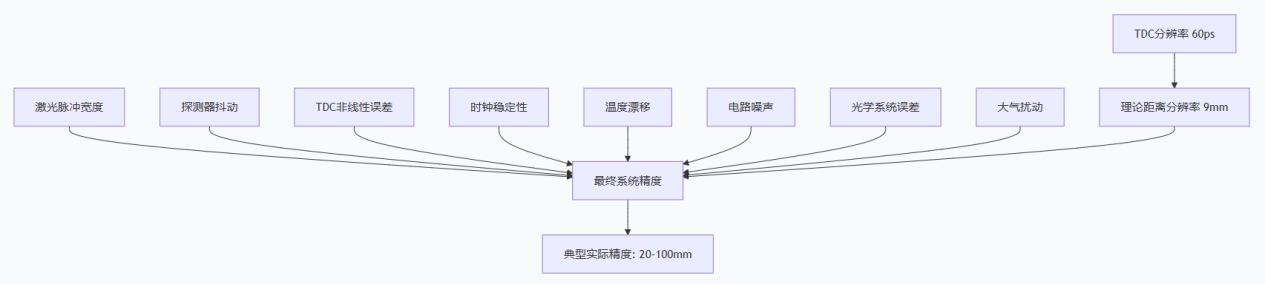 TDC分辨率 60ps
激光脉冲宽度
探测器抖动
TDC非线性误差
时钟稳定性
温度漂移
电路噪声
光学系统误差
大气扰动
理论距离分辨率 9mm
最终系统精度
典型实际精度: 20-100mm